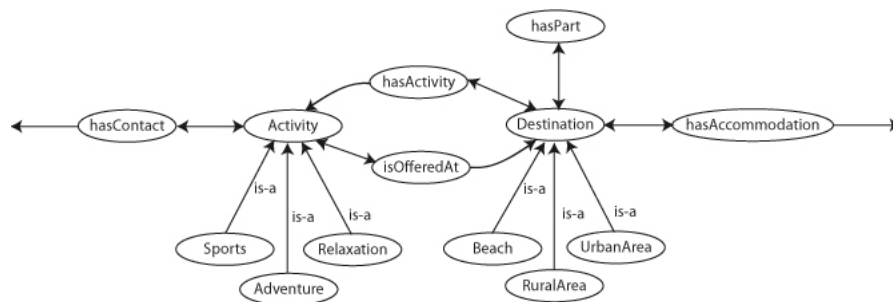 hasPart
hasActivity
hasContact
Activity
Destination
hasAccommodation
isOfferedAt
is-a
is-a
is-a
is-a
is-a
is-a
Sports
Relaxation
Beach
UrbanArea
Adventure
RuralArea